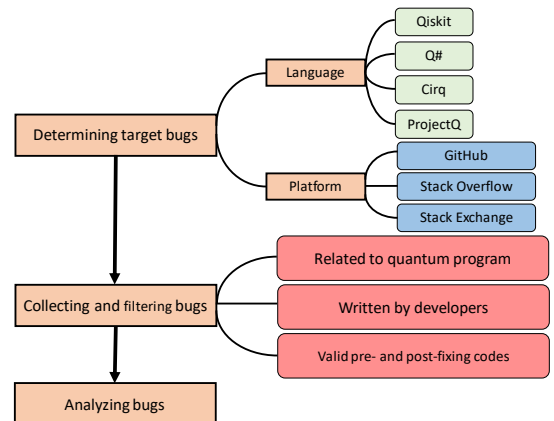 Qiskit
Language
Q#
Cirq
ProjectQ
Determining target bugs
GitHub
Platform
Stack Overflow
Stack Exchange
Related to quantum program
Collecting and filtering bugs
Written by developers
Valid pre- and post-fixing codes
Analyzing bugs